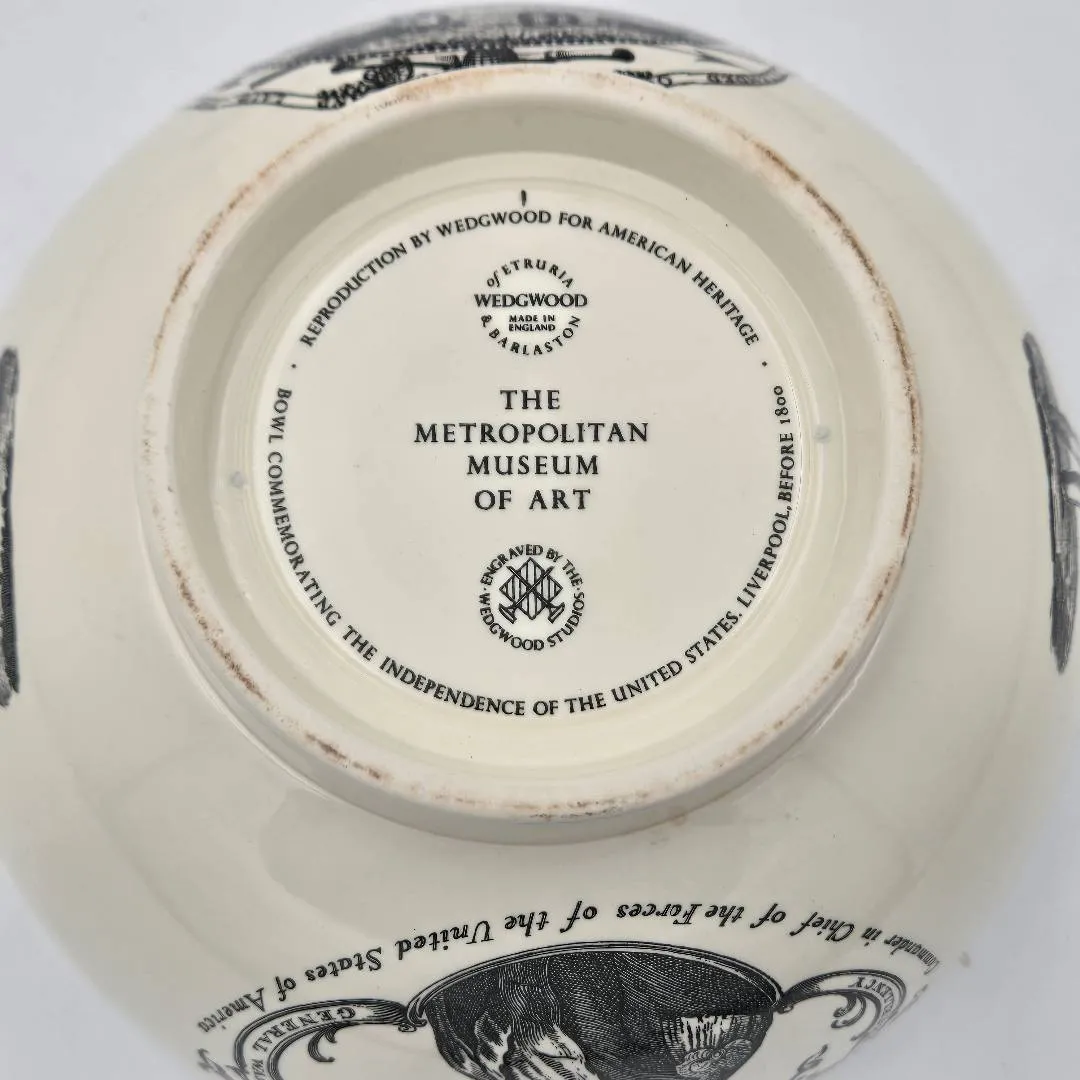 · REPRODUCTION BY WEDGWOOD FOR AMERICAN HERITAGE ·
BOWL COMMEMORATING THE INDEPENDENCE OF THE UNITED STATES. LIVERPOOL, BEFORE 1800
of ETRURIA
WEDGWOOD
MADE IN
ENGLAND
& BARLASTON
THE
METROPOLITAN
MUSEUM
OF ART
· ENGRAVED BY THE ·
WEDGWOOD STUDIOS
in Chief of the Forces of the United States of America
GENERAL